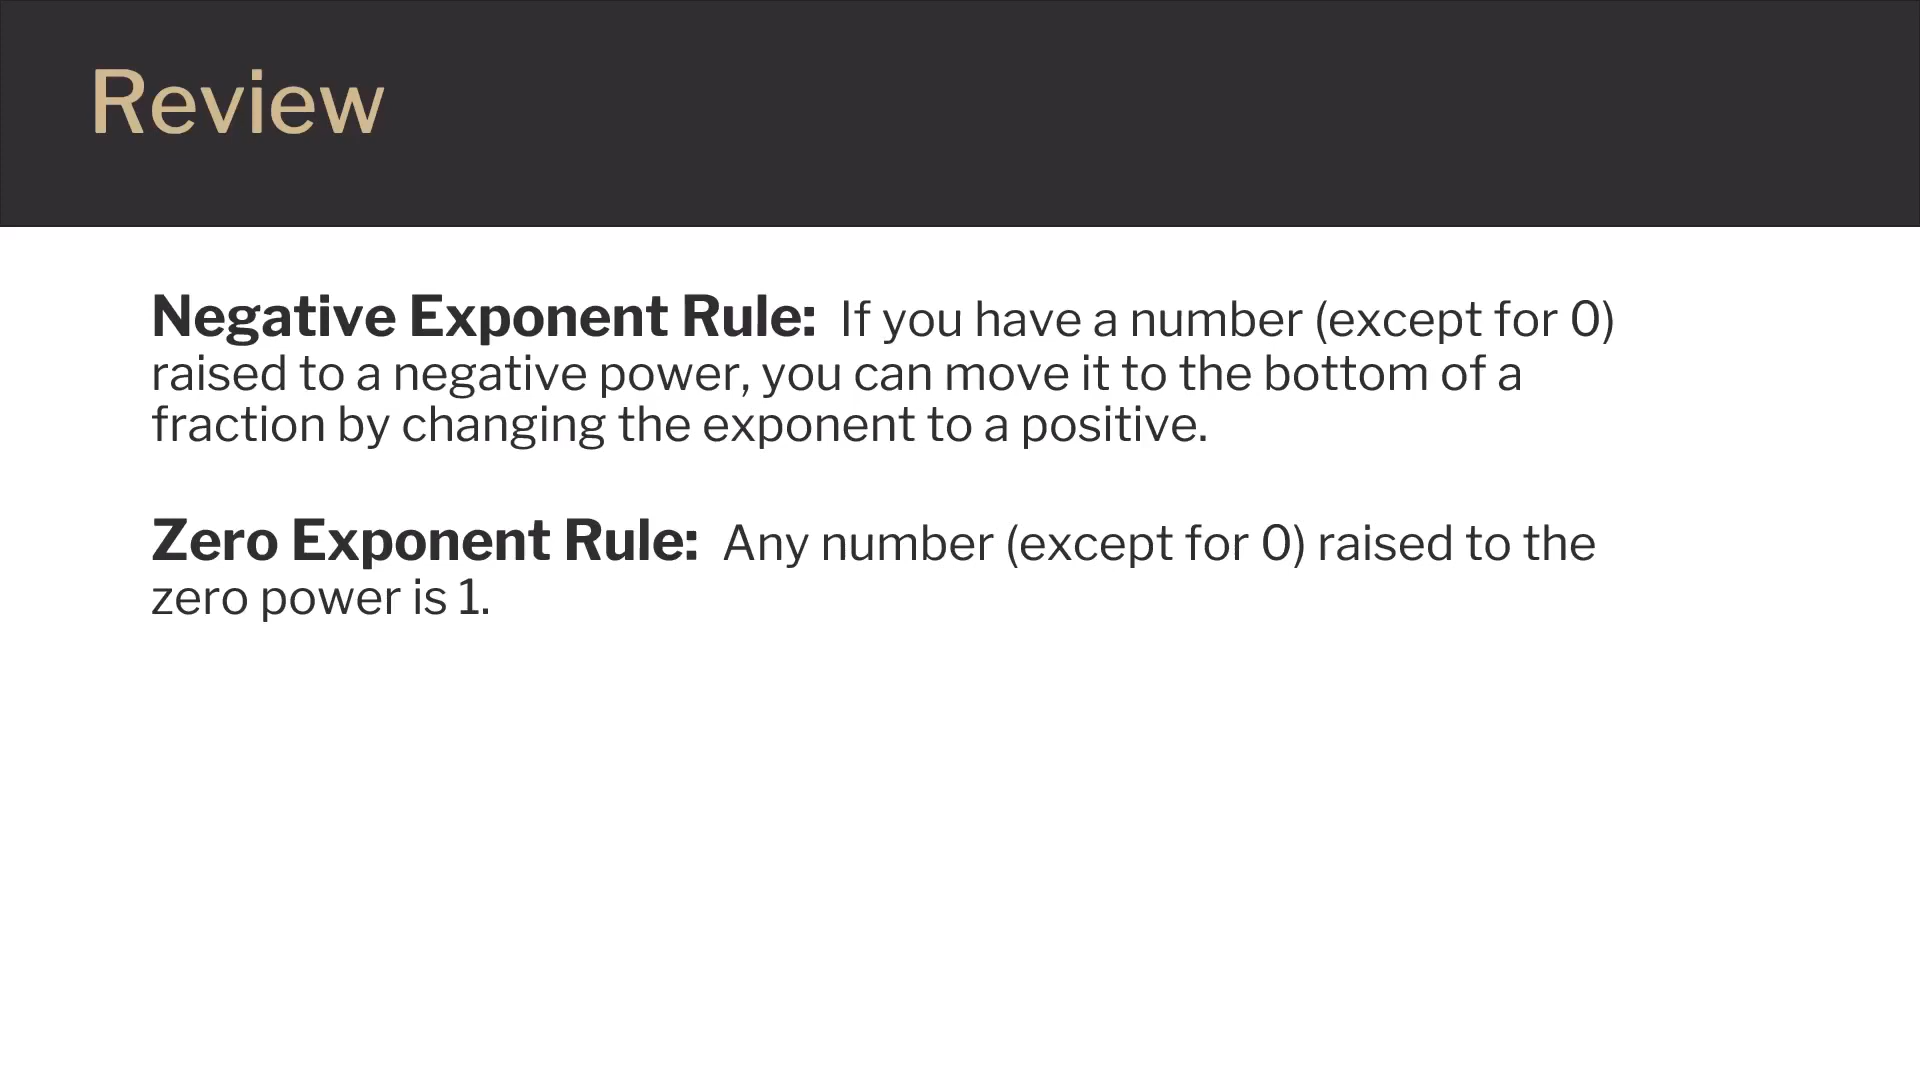 Review
Negative Exponent Rule: If you have a number (except for 0)
raised to a negative power, you can move it to the bottom of a
fraction by changing the exponent to a positive.
Zero Exponent Rule: Any number (except for 0) raised to the
zero power is 1.